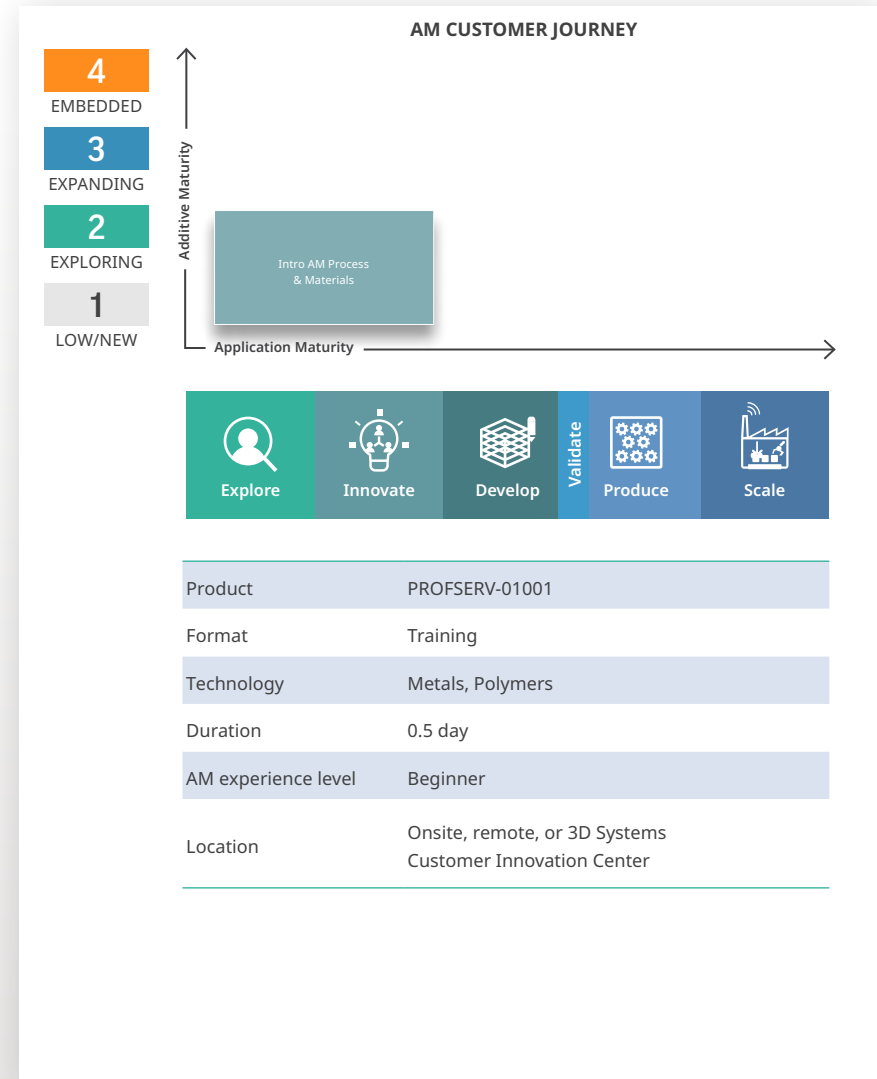 AM CUSTOMER JOURNEY
4
EMBEDDED
3
EXPANDING
2
EXPLORING
1
LOW/NEW
Additive Maturity
Intro AM Process
& Materials
Application Maturity
Explore
Innovate
Develop
Validate
Produce
Scale
Product PROFSERV-01001
Format Training
Technology Metals, Polymers
Duration 0.5 day
AM experience level Beginner
Location Onsite, remote, or 3D Systems
Customer Innovation Center